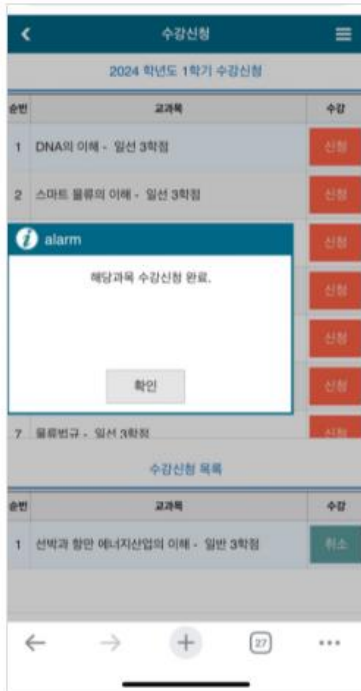 수강신청
2024 학년도 1학기 수강신청
순번 교과목 수강
1 DNA의 이해 - 일선 3학점 신청
2 스마트 물류의 이해 - 일선 3학점 신청
신청
alarm
해당과목 수강신청 완료.
신청
신청
확인
신청
7 물류법규 - 일선 3학점 신청
수강신청 목록
순번 교과목 수강
1 선박과 항만 에너지산업의 이해 - 일반 3학점 취소
27